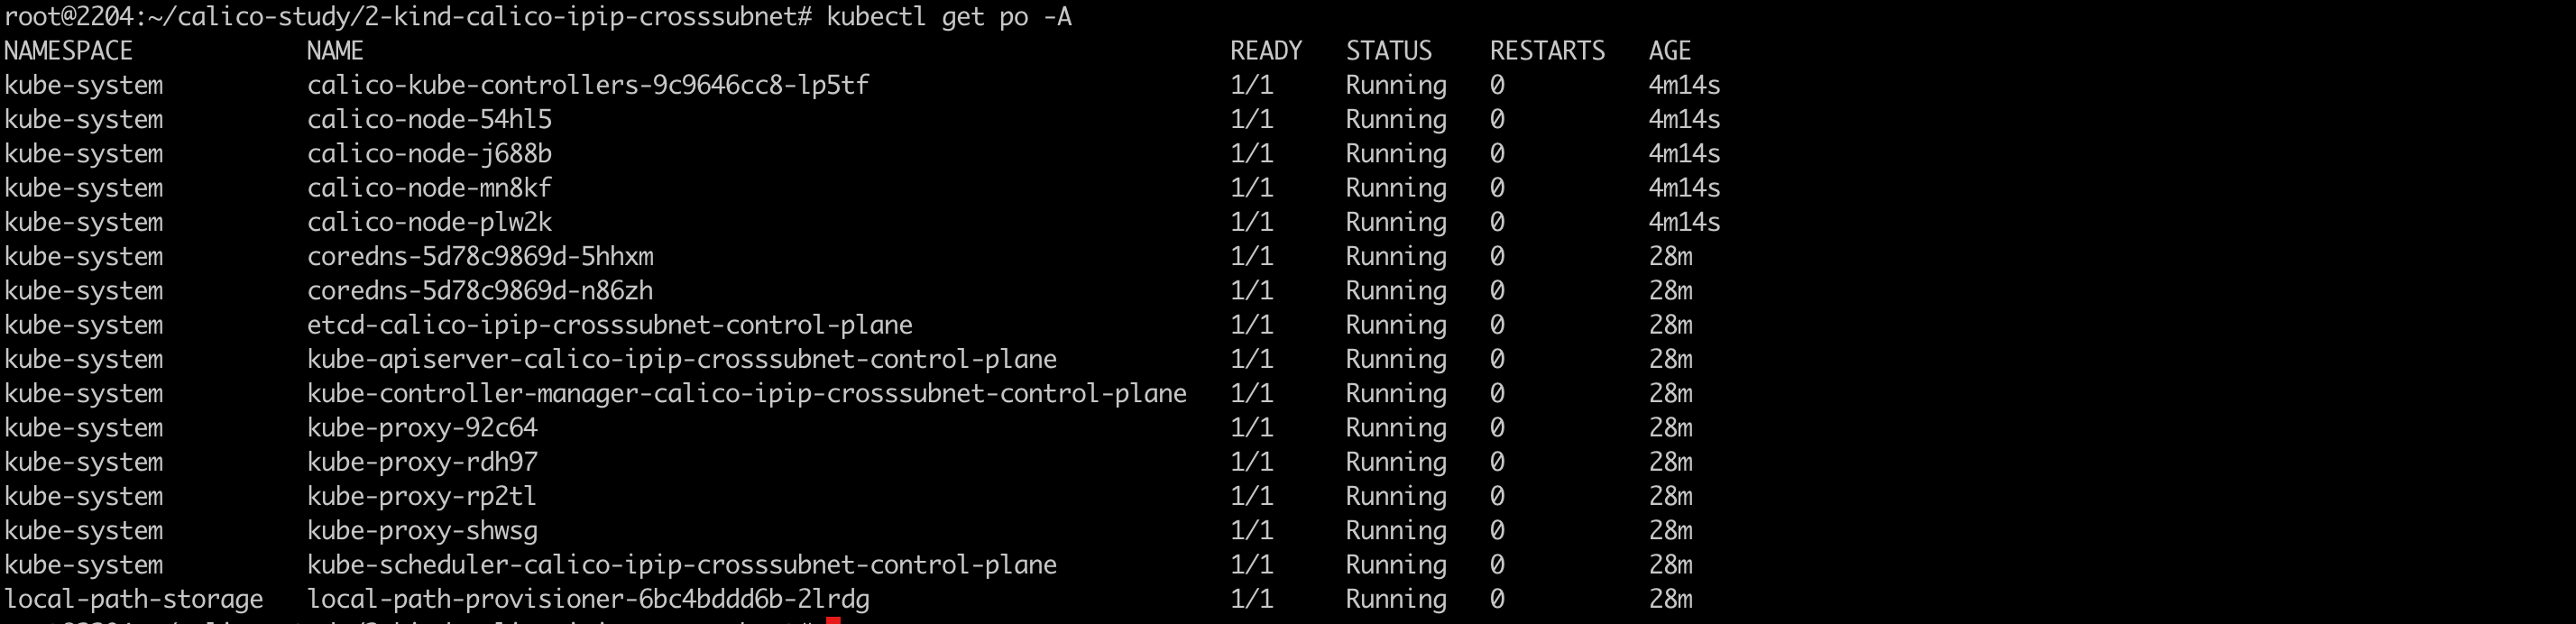 root@2204:~/calico-study/2-kind-calico-ipip-crosssubnet# kubectl get po -A
NAMESPACE NAME READY STATUS RESTARTS AGE
kube-system calico-kube-controllers-9c9646cc8-lp5tf 1/1 Running 0 4m14s
kube-system calico-node-54hl5 1/1 Running 0 4m14s
kube-system calico-node-j688b 1/1 Running 0 4m14s
kube-system calico-node-mn8kf 1/1 Running 0 4m14s
kube-system calico-node-plw2k 1/1 Running 0 4m14s
kube-system coredns-5d78c9869d-5hhxm 1/1 Running 0 28m
kube-system coredns-5d78c9869d-n86zh 1/1 Running 0 28m
kube-system etcd-calico-ipip-crosssubnet-control-plane 1/1 Running 0 28m
kube-system kube-apiserver-calico-ipip-crosssubnet-control-plane 1/1 Running 0 28m
kube-system kube-controller-manager-calico-ipip-crosssubnet-control-plane 1/1 Running 0 28m
kube-system kube-proxy-92c64 1/1 Running 0 28m
kube-system kube-proxy-rdh97 1/1 Running 0 28m
kube-system kube-proxy-rp2tl 1/1 Running 0 28m
kube-system kube-proxy-shwsg 1/1 Running 0 28m
kube-system kube-scheduler-calico-ipip-crosssubnet-control-plane 1/1 Running 0 28m
local-path-storage local-path-provisioner-6bc4bddd6b-2lrdg 1/1 Running 0 28m